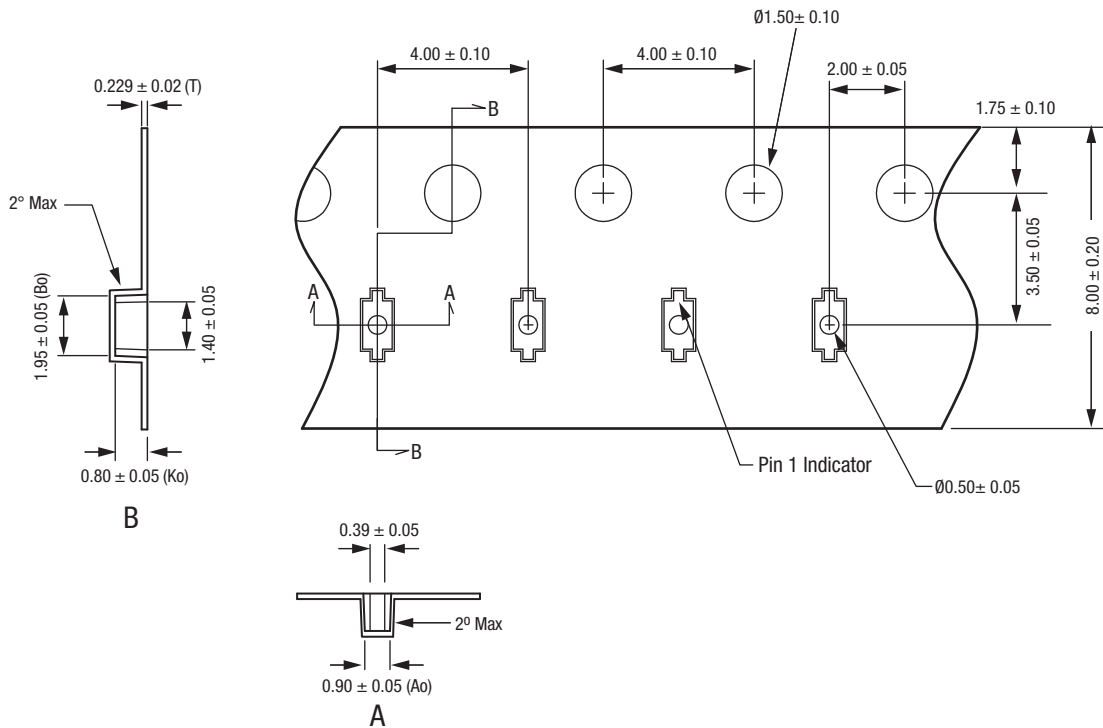 Ø1.50± 0.10
4.00 ± 0.10
4.00 ± 0.10
2.00 ± 0.05
0.229 ± 0.02 (T)
1.75 ± 0.10
B
2° Max
A
A
1.95 ± 0.05 (Bo)
1.40 ± 0.05
3.50 ± 0.05
8.00 ± 0.20
B
Pin 1 Indicator
0.80 ± 0.05 (Ko)
Ø0.50± 0.05
B
0.39 ± 0.05
2º Max
0.90 ± 0.05 (Ao)
A